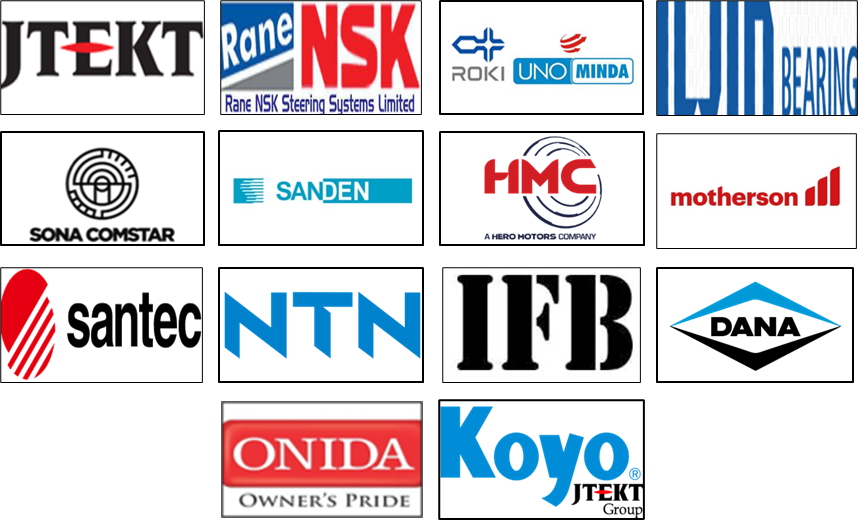 JTEKT
Rane NSK
Rane NSK Steering Systems Limited
ROKI UNO MINDA
BEARING
SONA COMSTAR
SANDEN
HMC
A HERO MOTORS COMPANY
motherson
santec
NTN
IFB
DANA
ONIDA
OWNER'S PRIDE
Koyo®
JTEKT
Group